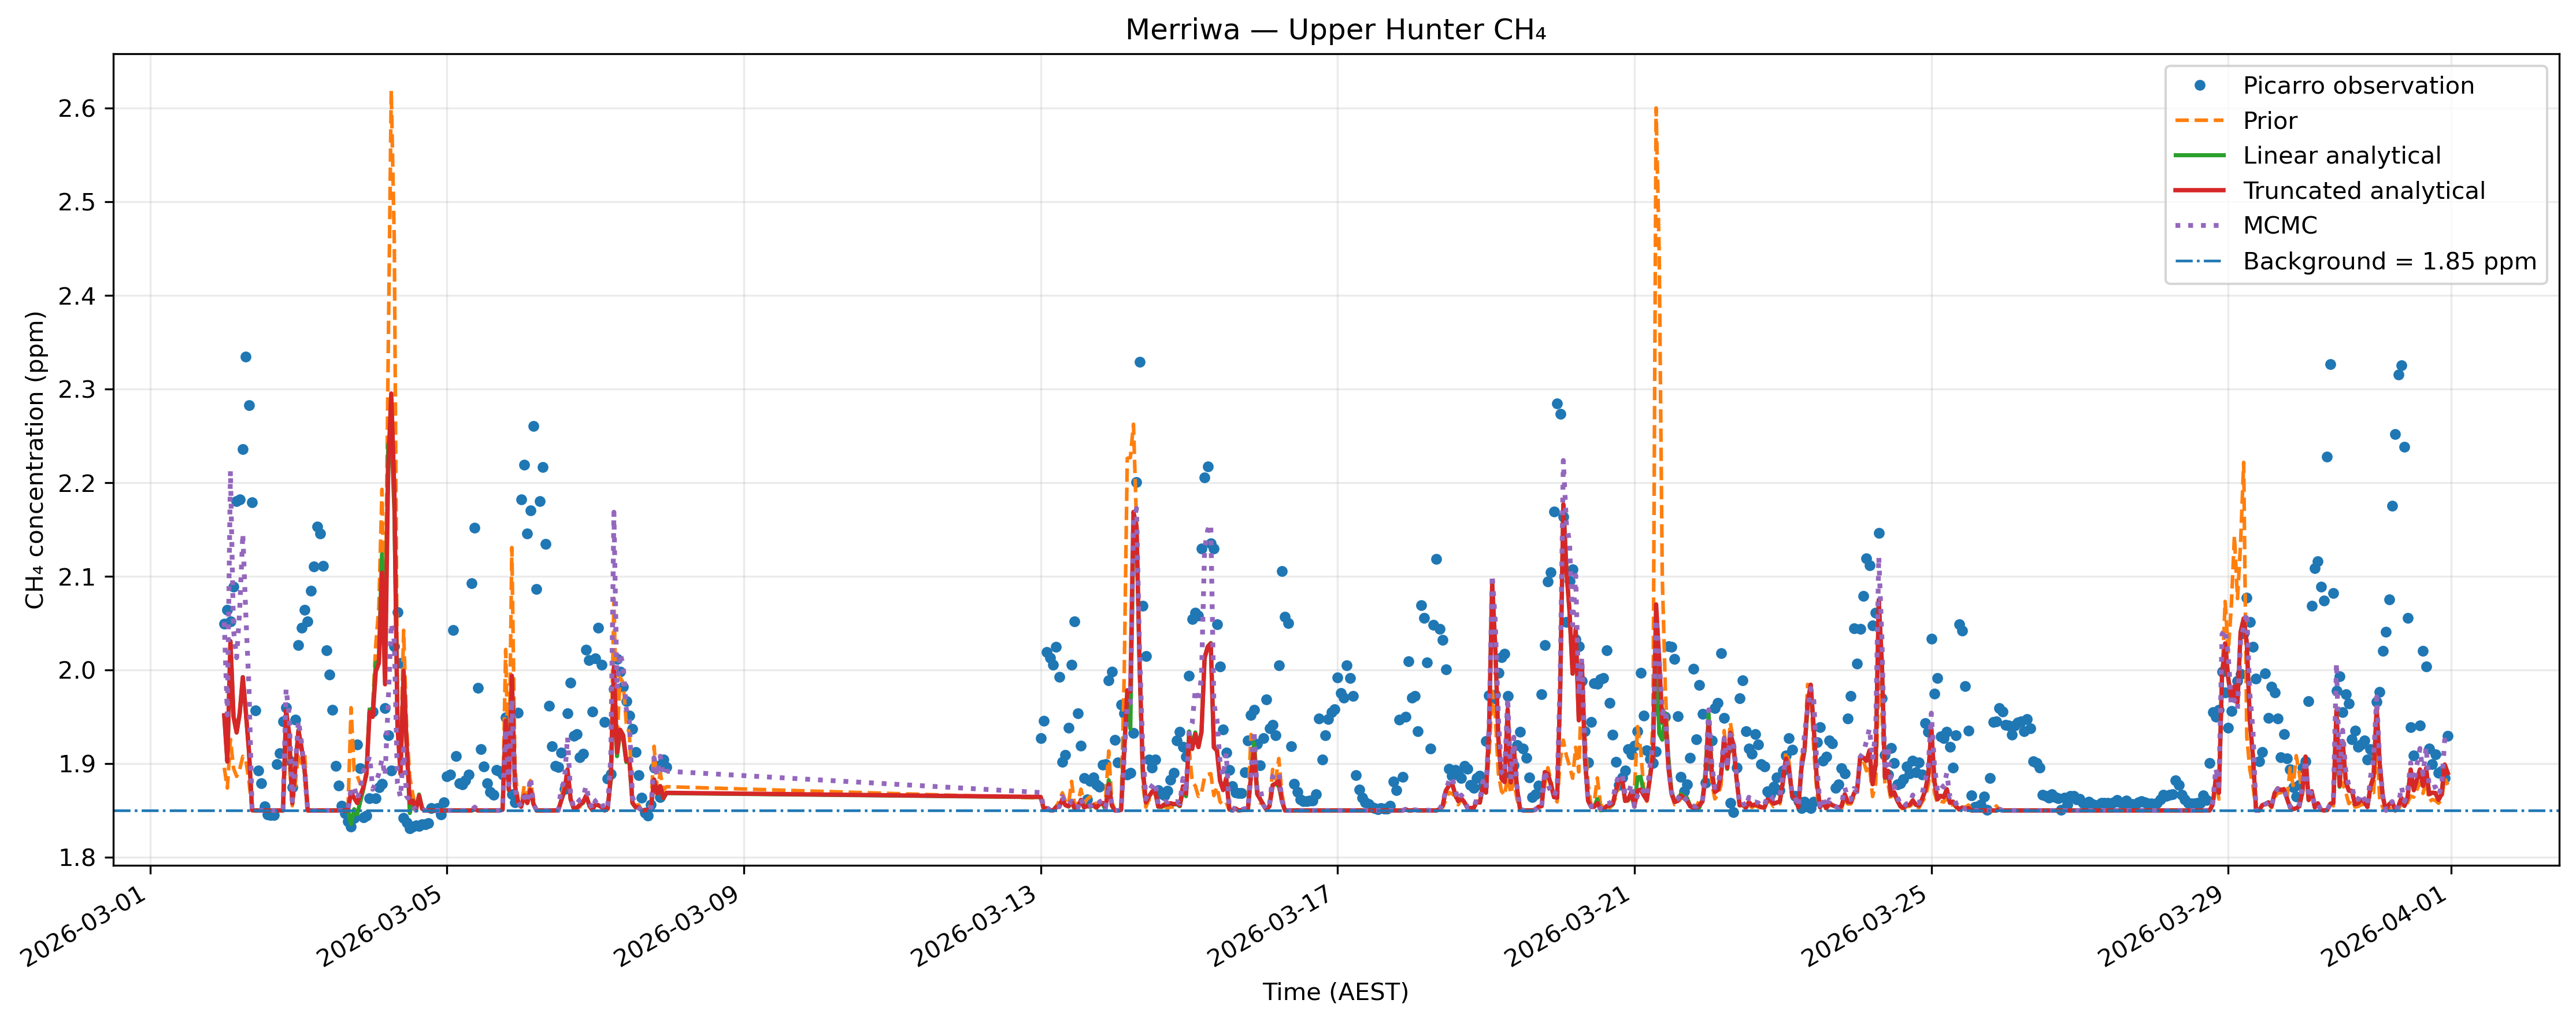 Merriwa — Upper Hunter CH₄
CH₄ concentration (ppm)
2.6
2.5
2.4
2.3
2.2
2.1
2.0
1.9
1.8
Picarro observation
Prior
Linear analytical
Truncated analytical
MCMC
Background = 1.85 ppm
2026-03-01
2026-03-05
2026-03-09
2026-03-13
2026-03-17
2026-03-21
2026-03-25
2026-03-29
2026-04-01
Time (AEST)